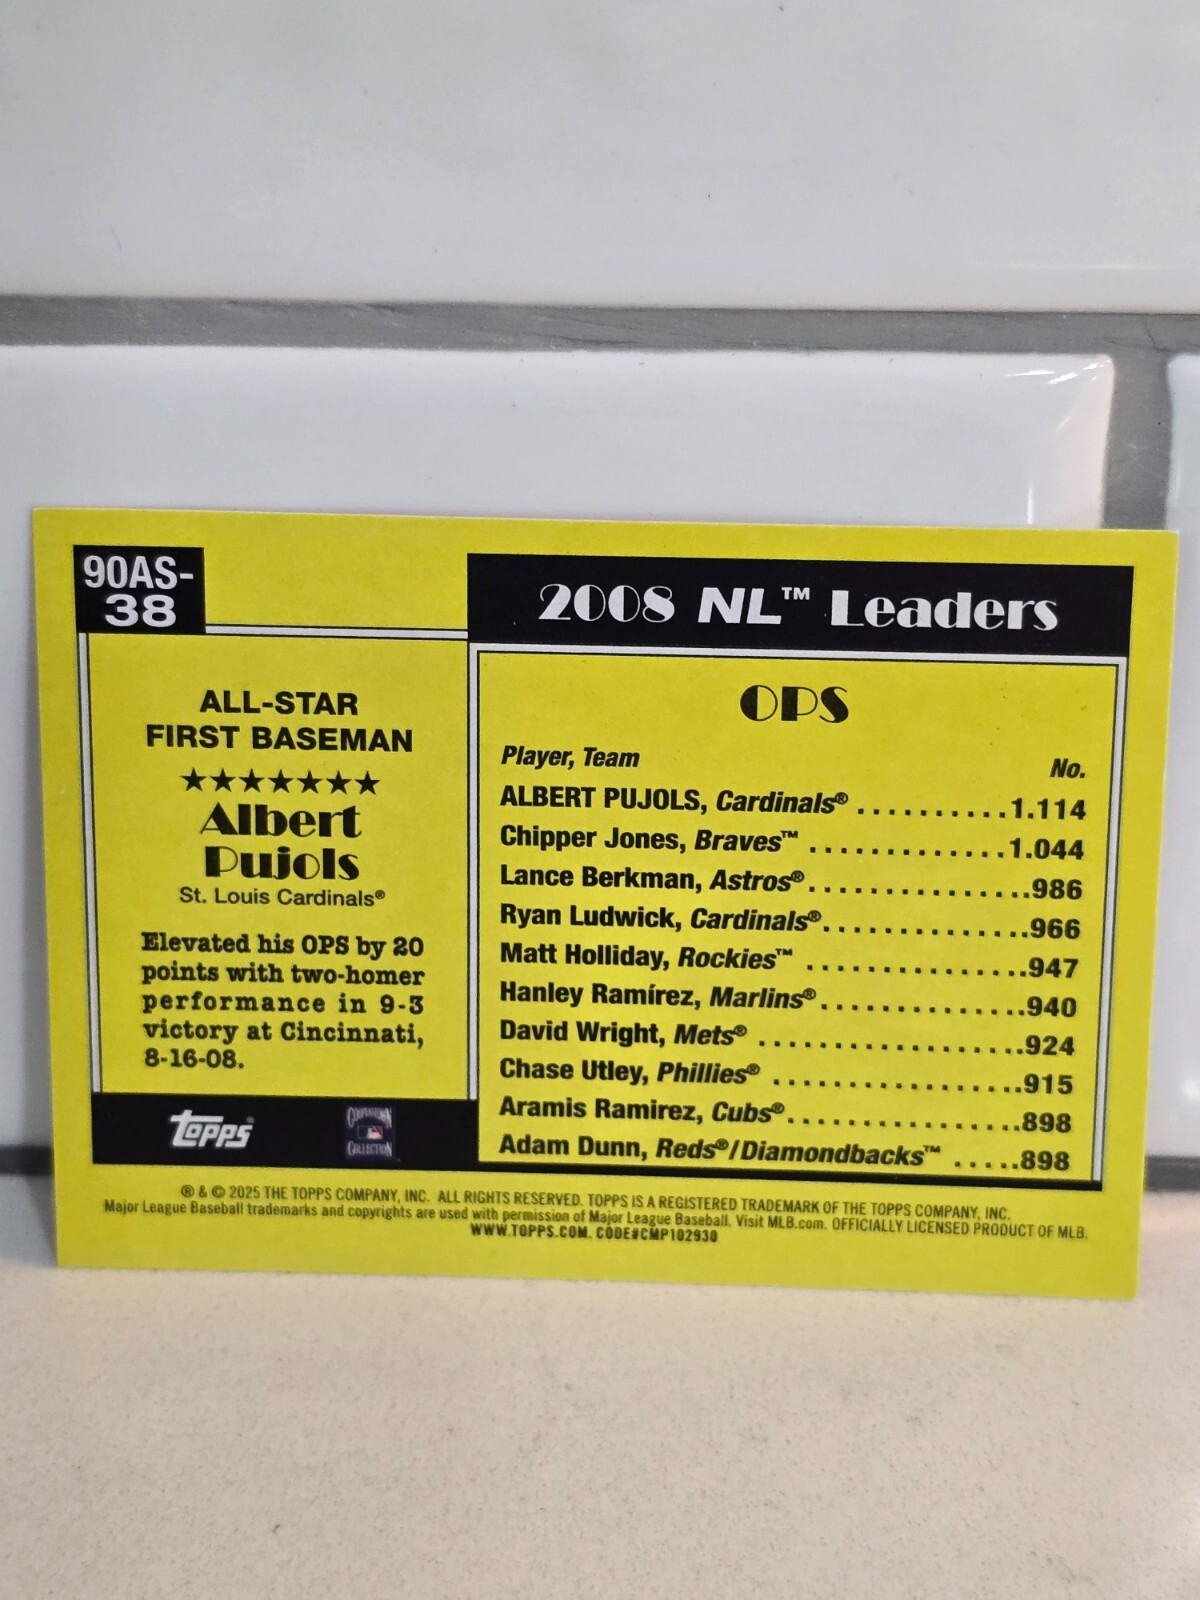 90AS-
38
ALL-STAR
FIRST BASEMAN
★★★★★★★
Albert
Pujols
St. Louis Cardinals®
Elevated his OPS by 20
points with two-homer
performance in 9-3
victory at Cincinnati,
8-16-08.
Topps®
COOPERSTOWN
COLLECTION
2008 NL™ Leaders
OPS
Player, Team No.
ALBERT PUJOLS, Cardinals® ..........1.114
Chipper Jones, Braves™ .............1.044
Lance Berkman, Astros®...............986
Ryan Ludwick, Cardinals®..............966
Matt Holliday, Rockies™ ...............947
Hanley Ramírez, Marlins®..............940
David Wright, Mets® ..................924
Chase Utley, Phillies® .................915
Aramis Ramirez, Cubs®................898
Adam Dunn, Reds®/Diamondbacks™ .....898
® & © 2025 THE TOPPS COMPANY, INC. ALL RIGHTS RESERVED. TOPPS IS A REGISTERED TRADEMARK OF THE TOPPS COMPANY, INC.
Major League Baseball trademarks and copyrights are used with permission of Major League Baseball. Visit MLB.com. OFFICIALLY LICENSED PRODUCT OF MLB.
WWW.TOPPS.COM. CODE#CMP102930